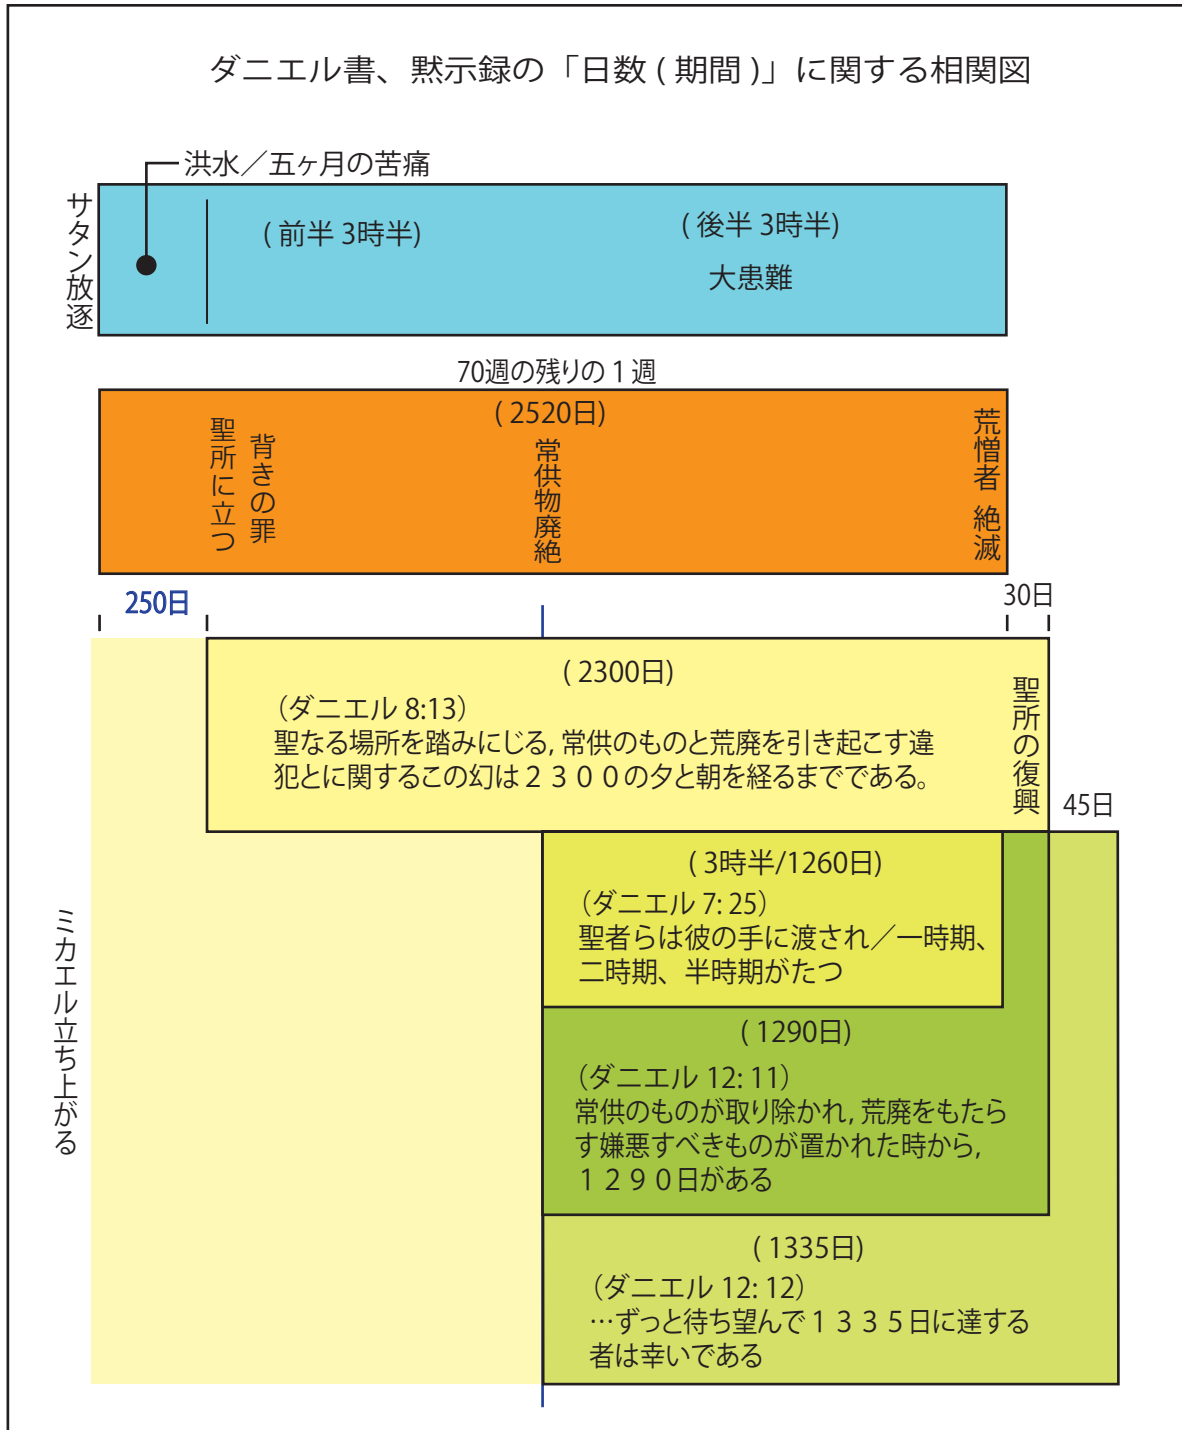 ダニエル書、黙示録の「日数 ( 期間 )」に関する相関図
洪水／五ヶ月の苦痛
サタン放逐
( 前半 3時半)
( 後半 3時半)
大患難
70週の残りの 1 週
( 2520日)
背きの罪
聖所に立つ
常供物廃絶
荒憎者 絶滅
250日
30日
( 2300日)
（ダニエル 8:13）
聖なる場所を踏みにじる, 常供のものと荒廃を引き起こす違
犯とに関するこの幻は２３００の夕と朝を経るまでである。
聖所の復興
45日
( 3時半/1260日)
（ダニエル 7: 25）
聖者らは彼の手に渡され／一時期、
二時期、半時期がたつ
ミカエル立ち上がる
( 1290日)
（ダニエル 12: 11）
常供のものが取り除かれ, 荒廃をもたら
す嫌悪すべきものが置かれた時から,
１２９０日がある
( 1335日)
（ダニエル 12: 12）
…ずっと待ち望んで１３３５日に達する
者は幸いである